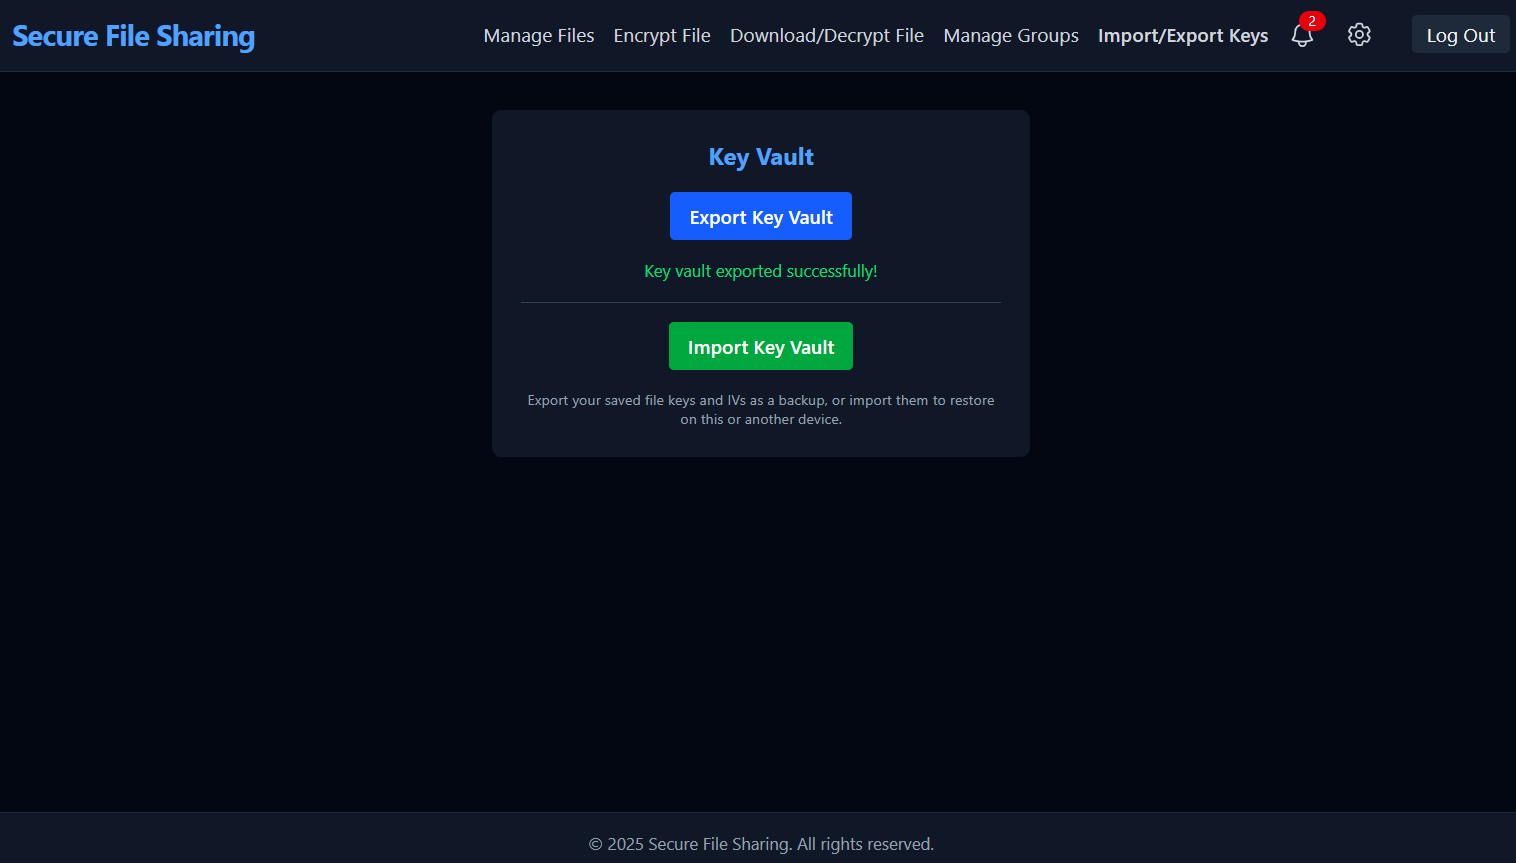 Secure File Sharing
Manage Files
Encrypt File
Download/Decrypt File
Manage Groups
Import/Export Keys
2
Log Out
Key Vault
Export Key Vault
Key vault exported successfully!
Import Key Vault
Export your saved file keys and IVs as a backup, or import them to restore
on this or another device.
© 2025 Secure File Sharing. All rights reserved.